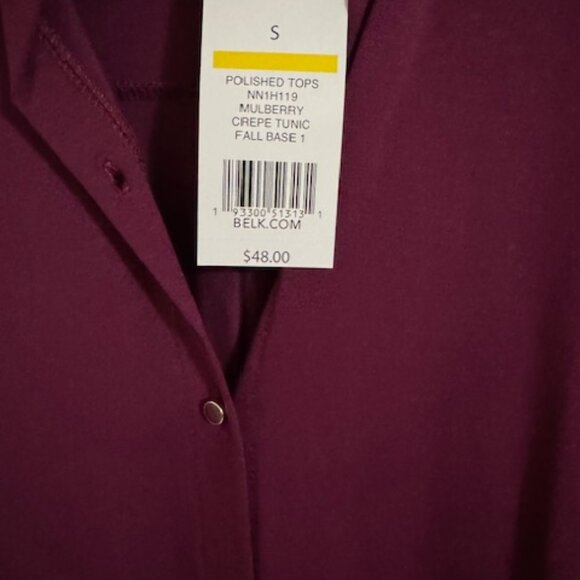 S
POLISHED TOPS
NN1H119
MULBERRY
CREPE TUNIC
FALL BASE 1
1 93300 51313 1
BELK.COM
$48.00